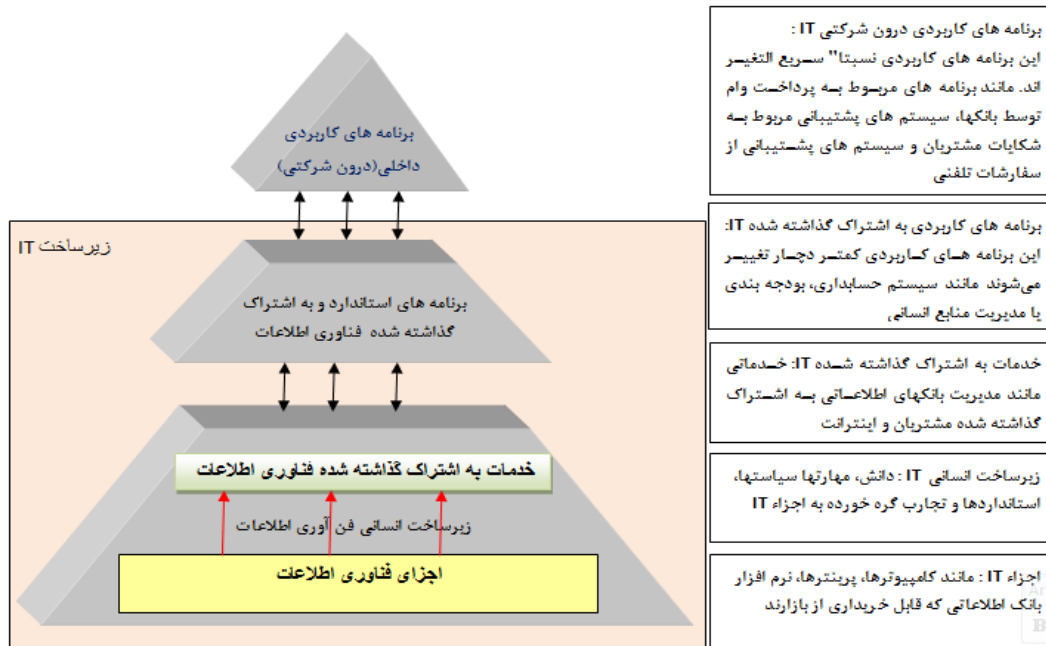 برنامه های کاربردی درون شرکتی IT :
این برنامه های کاربردی نسبتا" سریع التغیر
اند. مانند برنامه های مربوط به پرداخت وام
توسط بانکها، سیستم های پشتیبانی مربوط به
شکایات مشتریان و سیستم های پشتیبانی از
سفارشات تلفنی
برنامه های کاربردی
داخلی(درون شرکتی)
زیرساخت IT
برنامه های کاربردی به اشتراک گذاشته شده IT:
این برنامه های کاربردی کمتر دچار تغییر
می‌شوند مانند سیستم حسابداری، بودجه بندی
یا مدیریت منابع انسانی
برنامه های استاندارد و به اشتراک
گذاشته شده فناوری اطلاعات
خدمات به اشتراک گذاشته شده IT: خدماتی
مانند مدیریت بانکهای اطلاعاتی به اشتراک
گذاشته شده مشتریان و اینترانت
خدمات به اشتراک گذاشته شده فناوری اطلاعات
زیرساخت انسانی IT : دانش، مهارتها سیاستها،
استانداردها و تجارب گره خورده به اجزاء IT
زیرساخت انسانی فن آوری اطلاعات
اجزای فناوری اطلاعات
اجزاء IT : مانند کامپیوترها، پرینترها، نرم افزار
بانک اطلاعاتی که قابل خریداری از بازارند